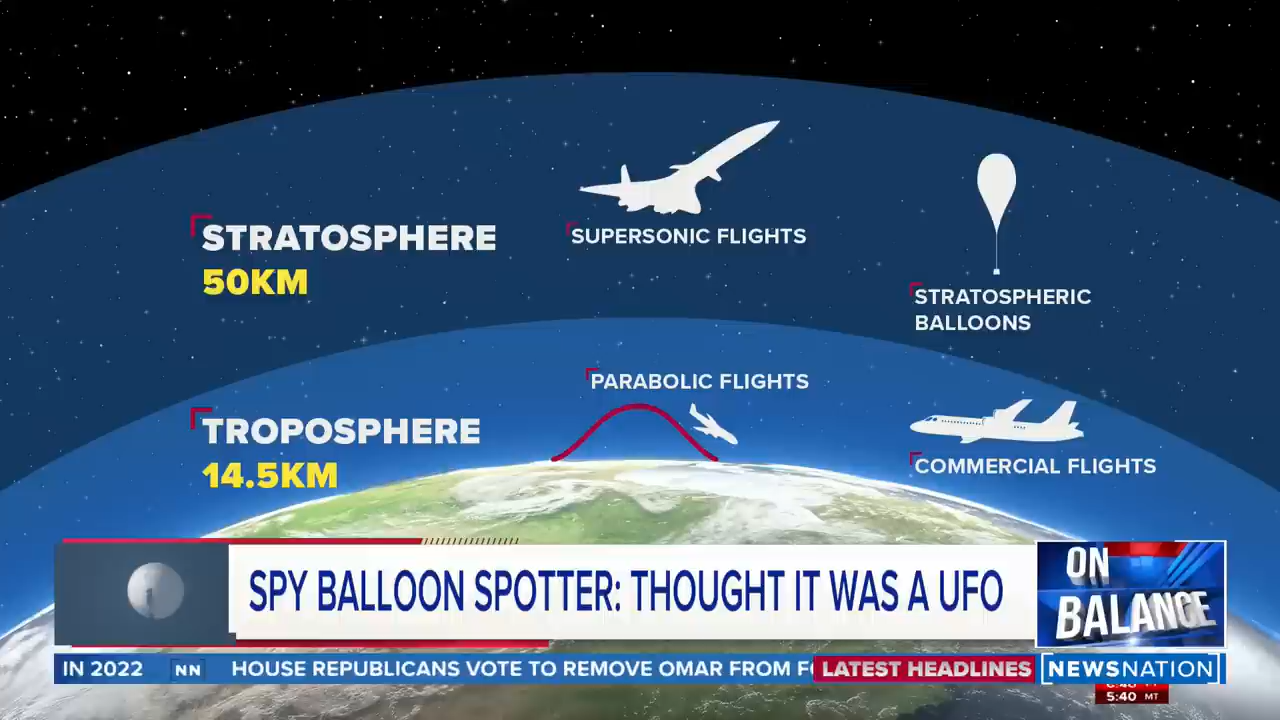 STRATOSPHERE
50KM
SUPERSONIC FLIGHTS
STRATOSPHERIC
BALLOONS
PARABOLIC FLIGHTS
TROPOSPHERE
14.5KM
COMMERCIAL FLIGHTS
SPY BALLOON SPOTTER: THOUGHT IT WAS A UFO
ON
BALANCE
IN 2022 NN HOUSE REPUBLICANS VOTE TO REMOVE OMAR FROM
LATEST HEADLINES
NEWSNATION
5:40 MT